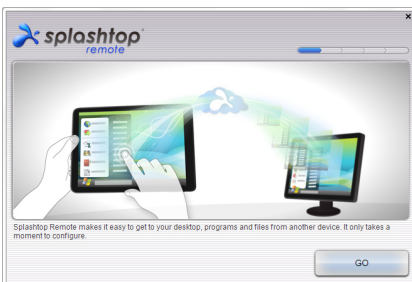 splashtop
remote
Splashtop Remote makes it easy to get to your desktop, programs and files from another device. It only takes a
moment to configure.
GO